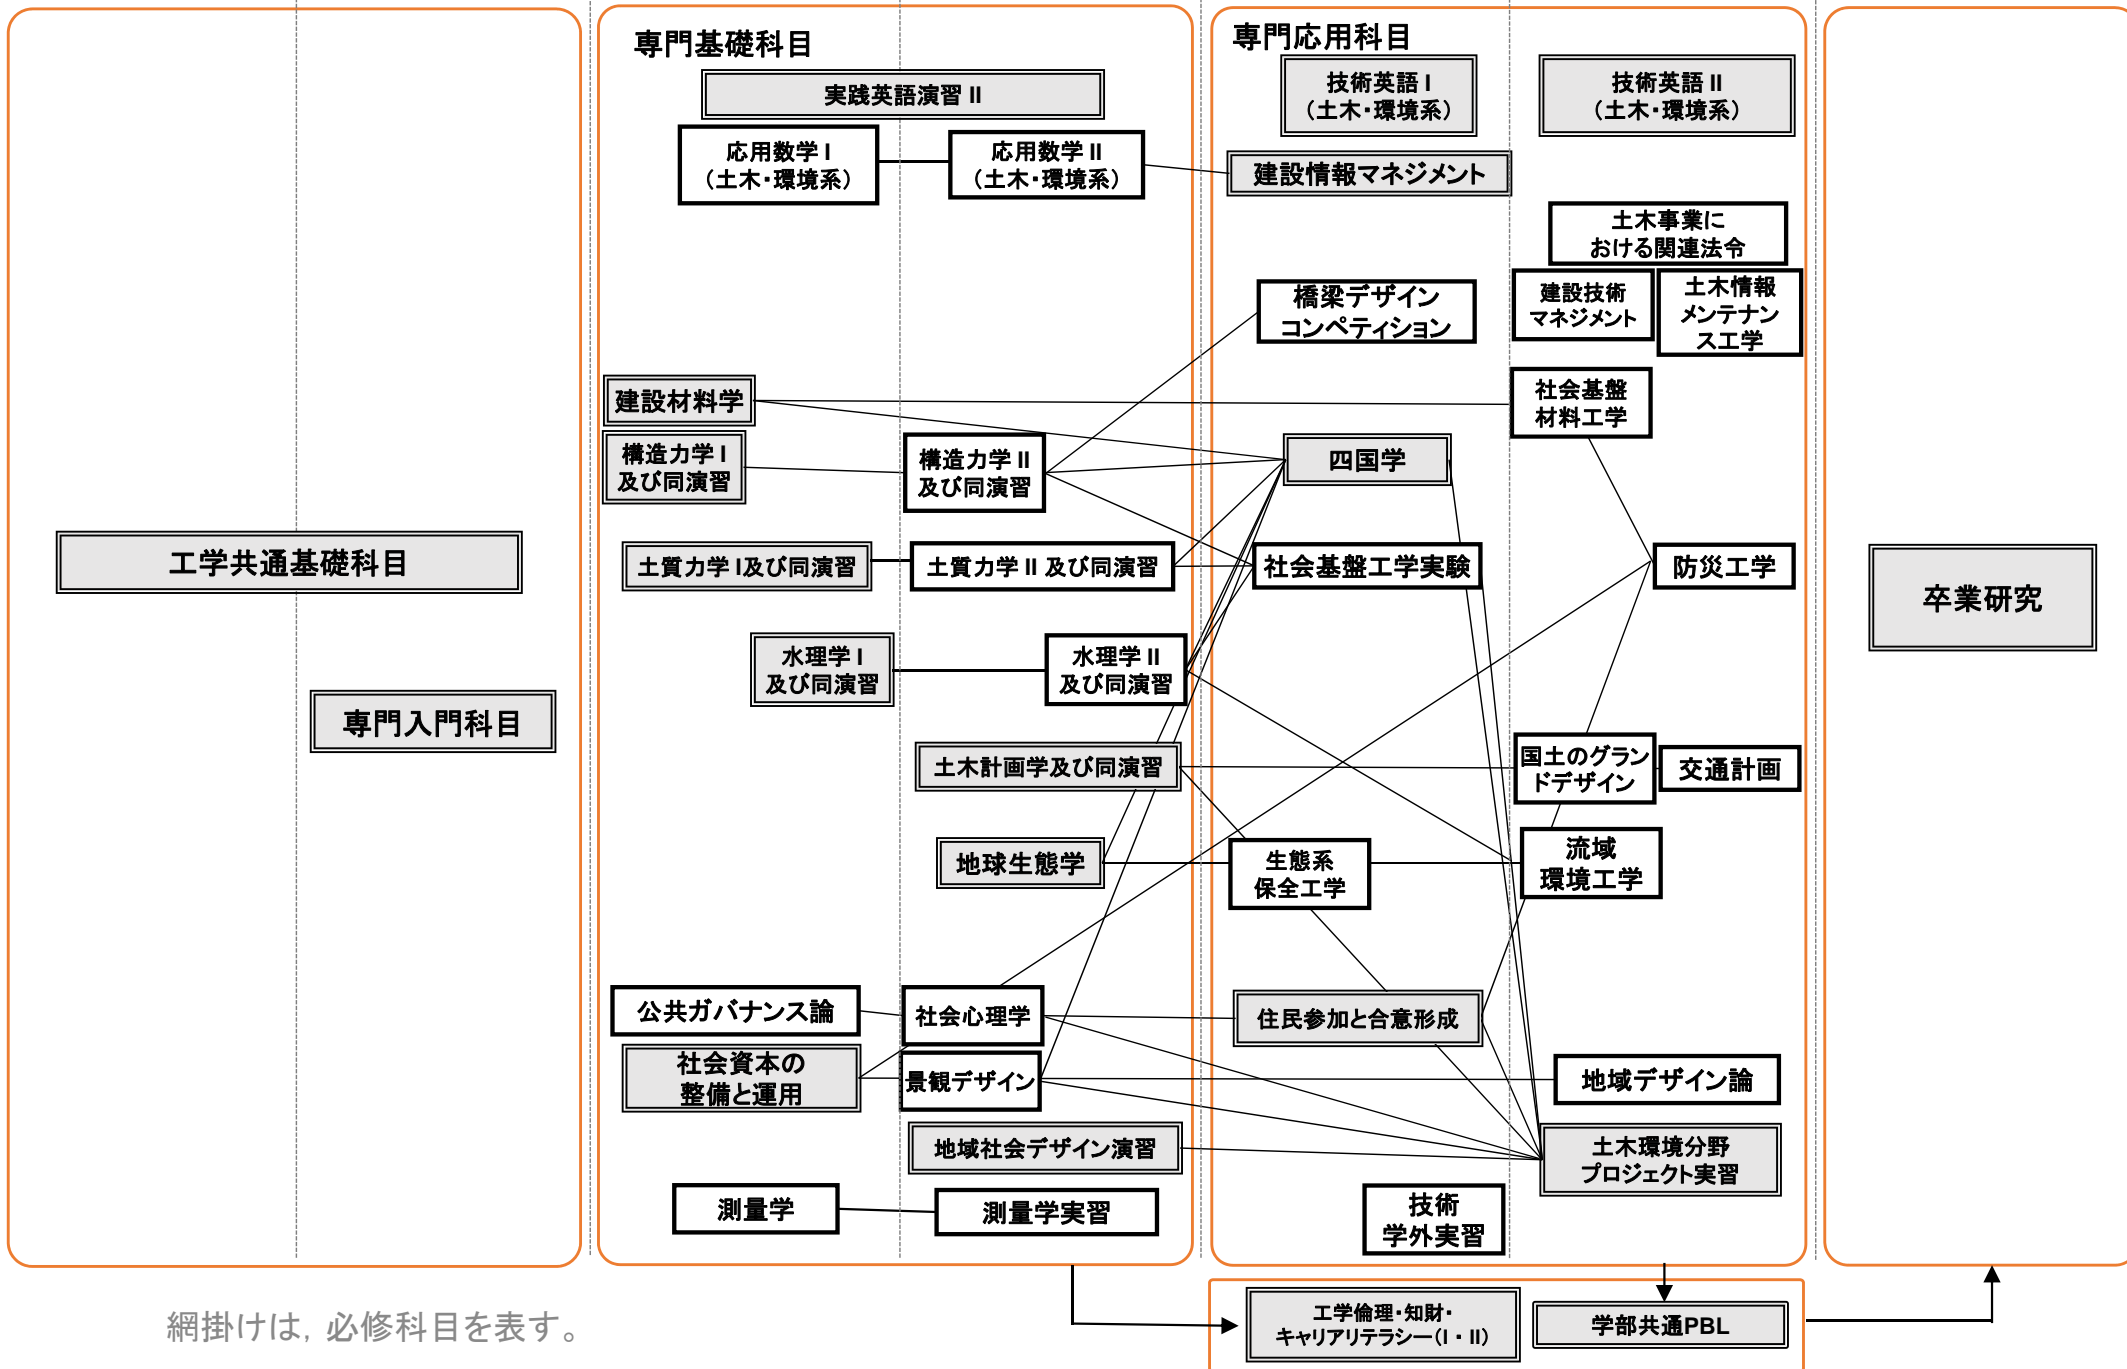 専門基礎科目
実践英語演習 II
応用数学 I
(土木・環境系)
応用数学 II
(土木・環境系)
建設材料学
構造力学 I
及び同演習
構造力学 II
及び同演習
工学共通基礎科目
土質力学 I及び同演習
土質力学 II 及び同演習
水理学 I
及び同演習
水理学 II
及び同演習
専門入門科目
土木計画学及び同演習
地球生態学
公共ガバナンス論
社会心理学
社会資本の
整備と運用
景観デザイン
地域社会デザイン演習
測量学
測量学実習
専門応用科目
技術英語 I
(土木・環境系)
技術英語 II
(土木・環境系)
建設情報マネジメント
土木事業に
おける関連法令
橋梁デザイン
コンペティション
建設技術
マネジメント
土木情報
メンテナン
ス工学
社会基盤
材料工学
四国学
社会基盤工学実験
防災工学
国土のグラン
ドデザイン
交通計画
生態系
保全工学
流域
環境工学
住民参加と合意形成
地域デザイン論
土木環境分野
プロジェクト実習
技術
学外実習
卒業研究
工学倫理・知財・
キャリアリテラシー(I・II)
学部共通PBL
網掛けは,必修科目を表す。